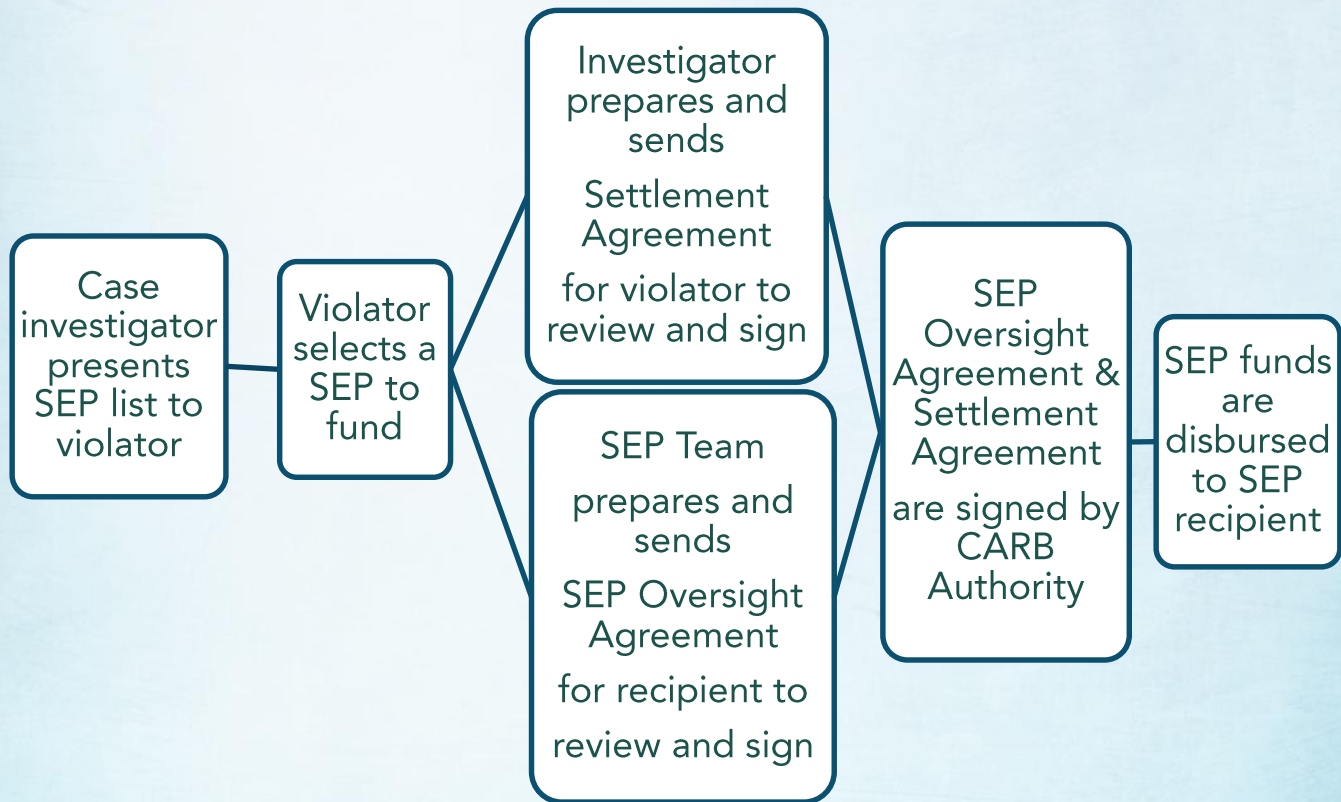 Case
investigator
presents
SEP list to
violator
Violator
selects a
SEP to
fund
Investigator
prepares and
sends
Settlement
Agreement
for violator to
review and sign
SEP Team
prepares and
sends
SEP Oversight
Agreement
for recipient to
review and sign
SEP
Oversight
Agreement &
Settlement
Agreement
are signed by
CARB
Authority
SEP funds
are
disbursed
to SEP
recipient